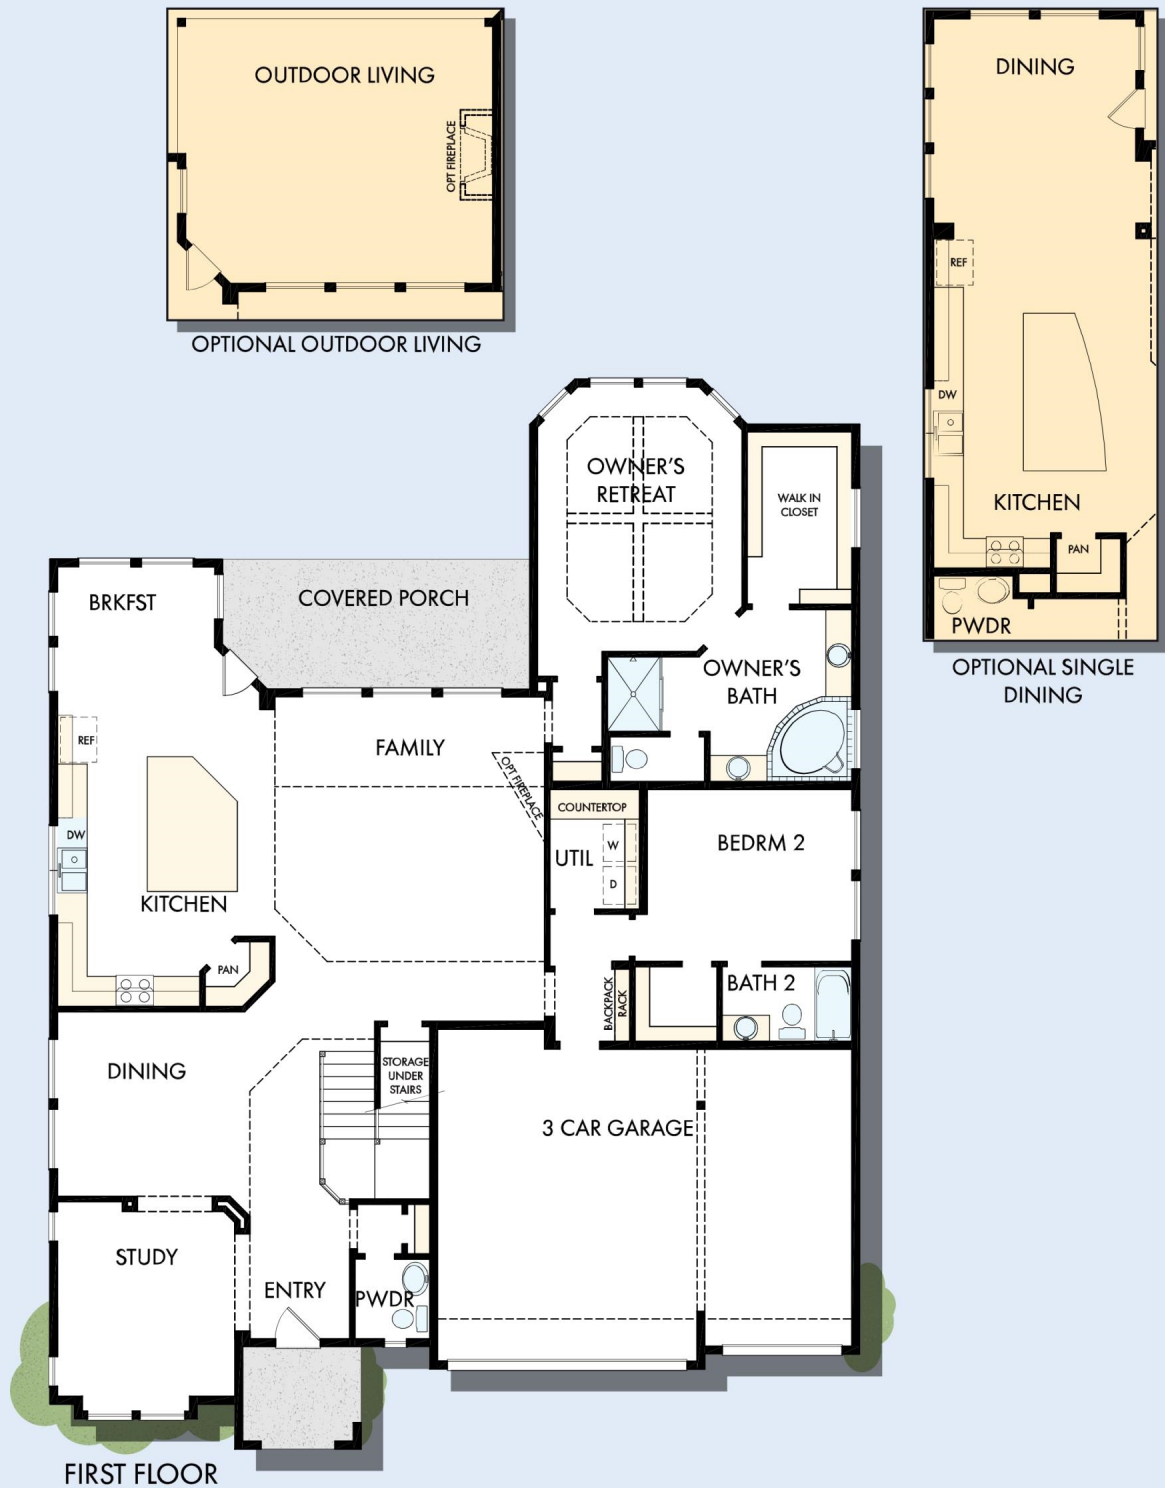 OUTDOOR LIVING
OPT FIREPLACE
OPTIONAL OUTDOOR LIVING
DINING
REF
DW
KITCHEN
PAN
PWDR
OPTIONAL SINGLE
DINING
OWNER'S
RETREAT
WALK IN
CLOSET
BRKFST
COVERED PORCH
OWNER'S
BATH
REF
FAMILY
OPT FIREPLACE
COUNTERTOP
DW
UTIL
W
D
BEDRM 2
KITCHEN
PAN
BACKPACK
RACK
BATH 2
DINING
STORAGE
UNDER
STAIRS
3 CAR GARAGE
STUDY
ENTRY
PWDR
FIRST FLOOR